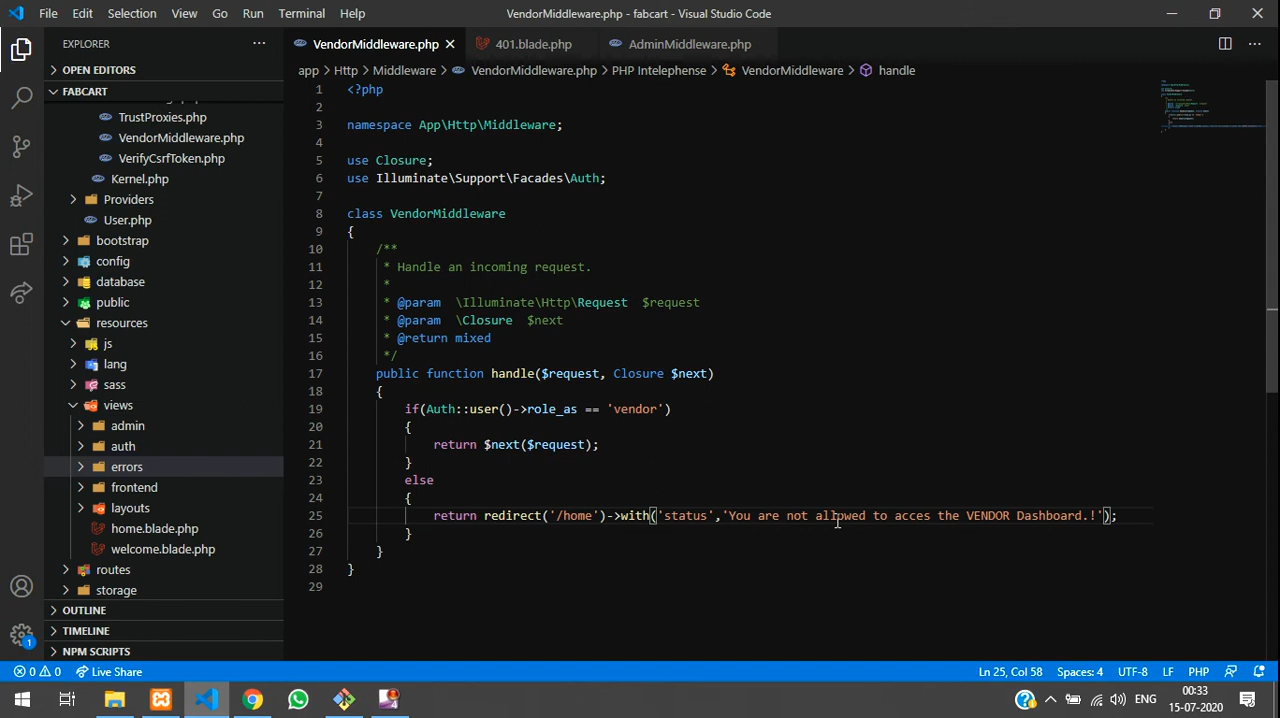 File Edit Selection View Go Run Terminal Help VendorMiddleware.php - fabcart - Visual Studio Code
EXPLORER
VendorMiddleware.php 401.blade.php AdminMiddleware.php
OPEN EDITORS
app > Http > Middleware > VendorMiddleware.php > PHP Intelephense > VendorMiddleware > handle
FABCART
TrustProxies.php
VendorMiddleware.php
VerifyCsrfToken.php
Kernel.php
Providers
User.php
bootstrap
config
database
public
resources
js
lang
sass
views
admin
auth
errors
frontend
layouts
home.blade.php
welcome.blade.php
routes
storage
OUTLINE
TIMELINE
NPM SCRIPTS
1 <?php
2
3 namespace App\Http\Middleware;
4
5 use Closure;
6 use Illuminate\Support\Facades\Auth;
7
8 class VendorMiddleware
9 {
10 /**
11 * Handle an incoming request.
12 *
13 * @param \Illuminate\Http\Request $request
14 * @param \Closure $next
15 * @return mixed
16 */
17 public function handle($request, Closure $next)
18 {
19 if(Auth::user()->role_as == 'vendor')
20 {
21 return $next($request);
22 }
23 else
24 {
25 return redirect('/home')->with('status','You are not allowed to acces the VENDOR Dashboard.!');
26 }
27 }
28 }
29
1
0 0 Live Share Ln 25, Col 58 Spaces: 4 UTF-8 LF PHP
ENG 00:33
15-07-2020